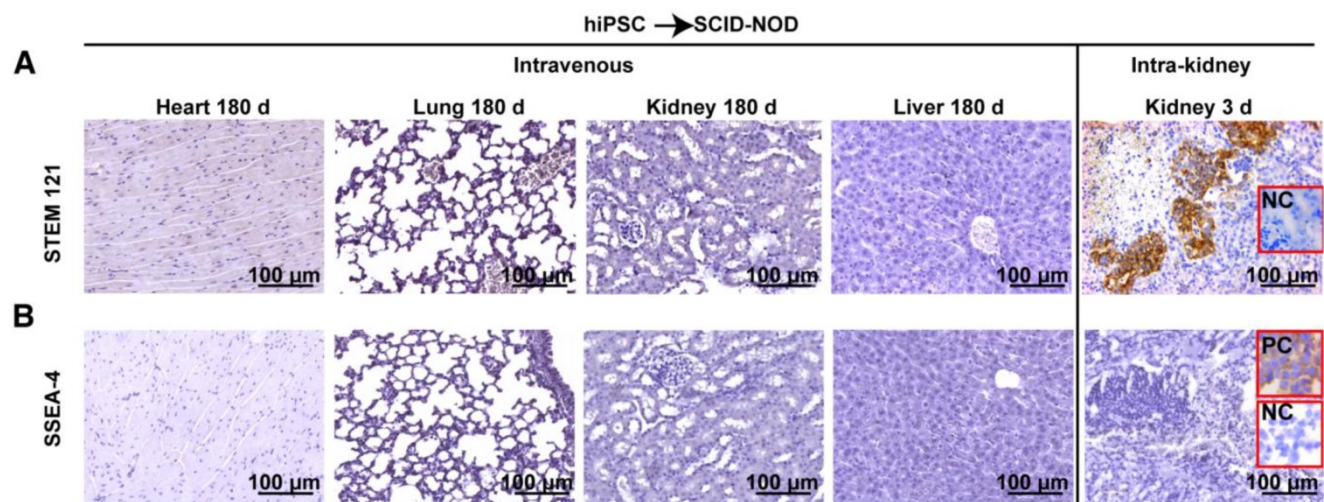 hiPSC → SCID-NOD
A
Intravenous
Intra-kidney
Heart 180 d
Lung 180 d
Kidney 180 d
Liver 180 d
Kidney 3 d
STEM 121
NC
100 µm
100 µm
100 µm
100 µm
100 µm
B
SSEA-4
PC
NC
100 µm
100 µm
100 µm
100 µm
100 µm